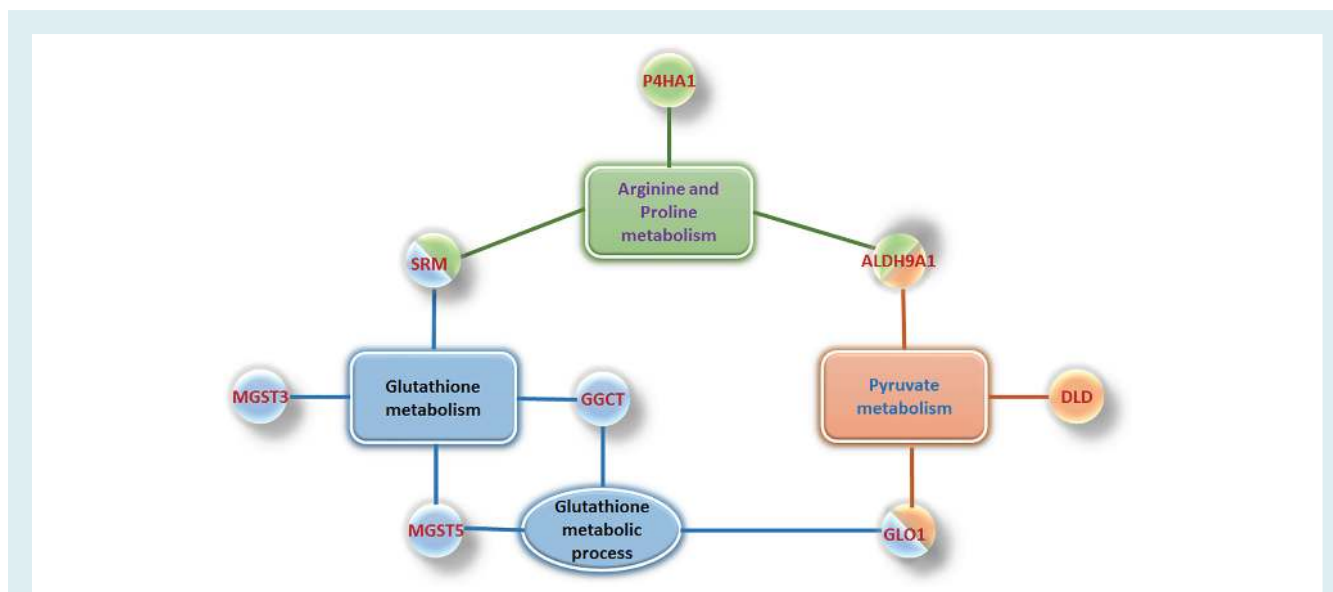 P4HA1
Arginine and
Proline
metabolism
SRM
ALDH9A1
Glutathione
metabolism
Pyruvate
metabolism
MGST3
GGCT
DLD
MGST5
Glutathione
metabolic
process
GLO1